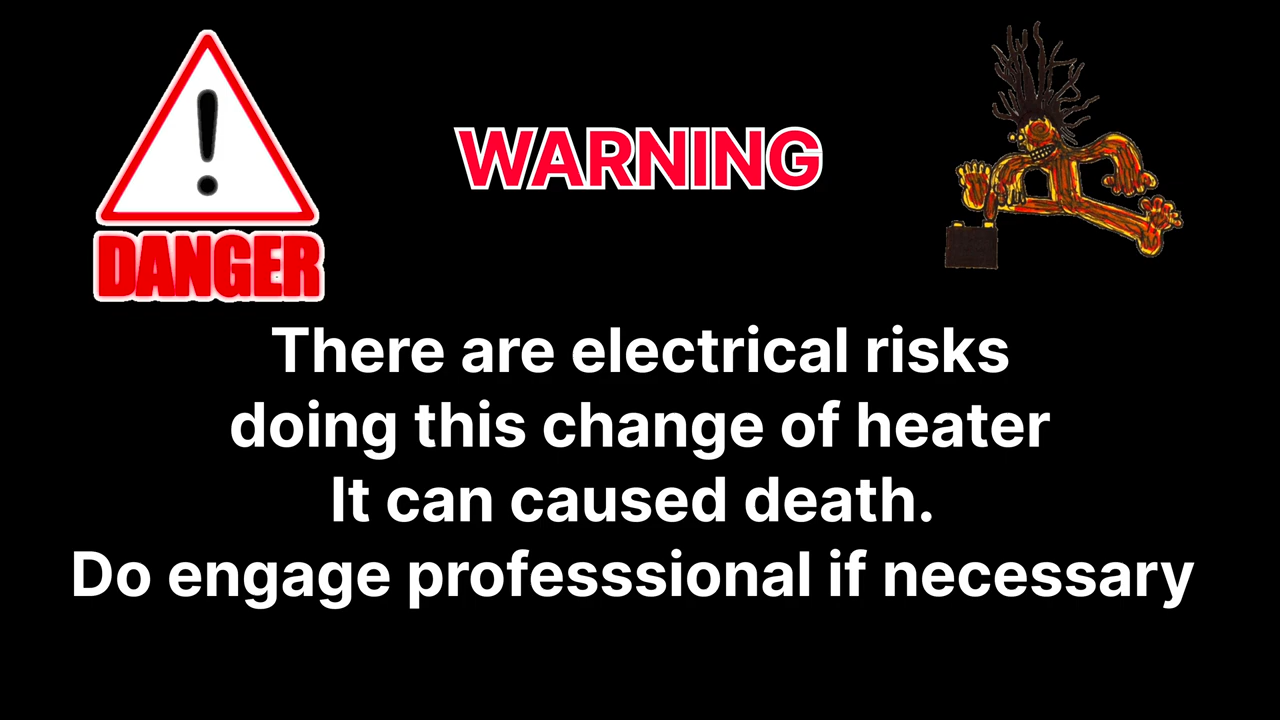 WARNING
DANGER
There are electrical risks
doing this change of heater
It can caused death.
Do engage professsional if necessary